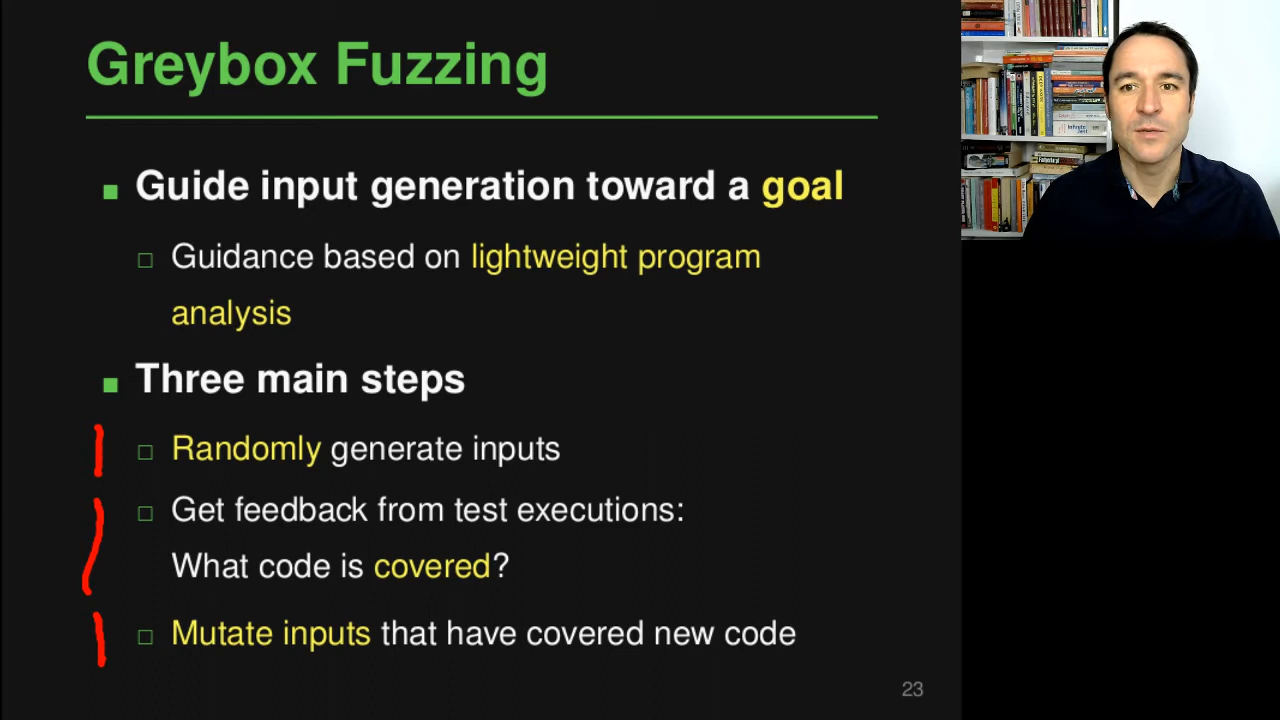 Greybox Fuzzing
Guide input generation toward a goal
Guidance based on lightweight program
analysis
Three main steps
Randomly generate inputs
Get feedback from test executions:
What code is covered?
Mutate inputs that have covered new code
23